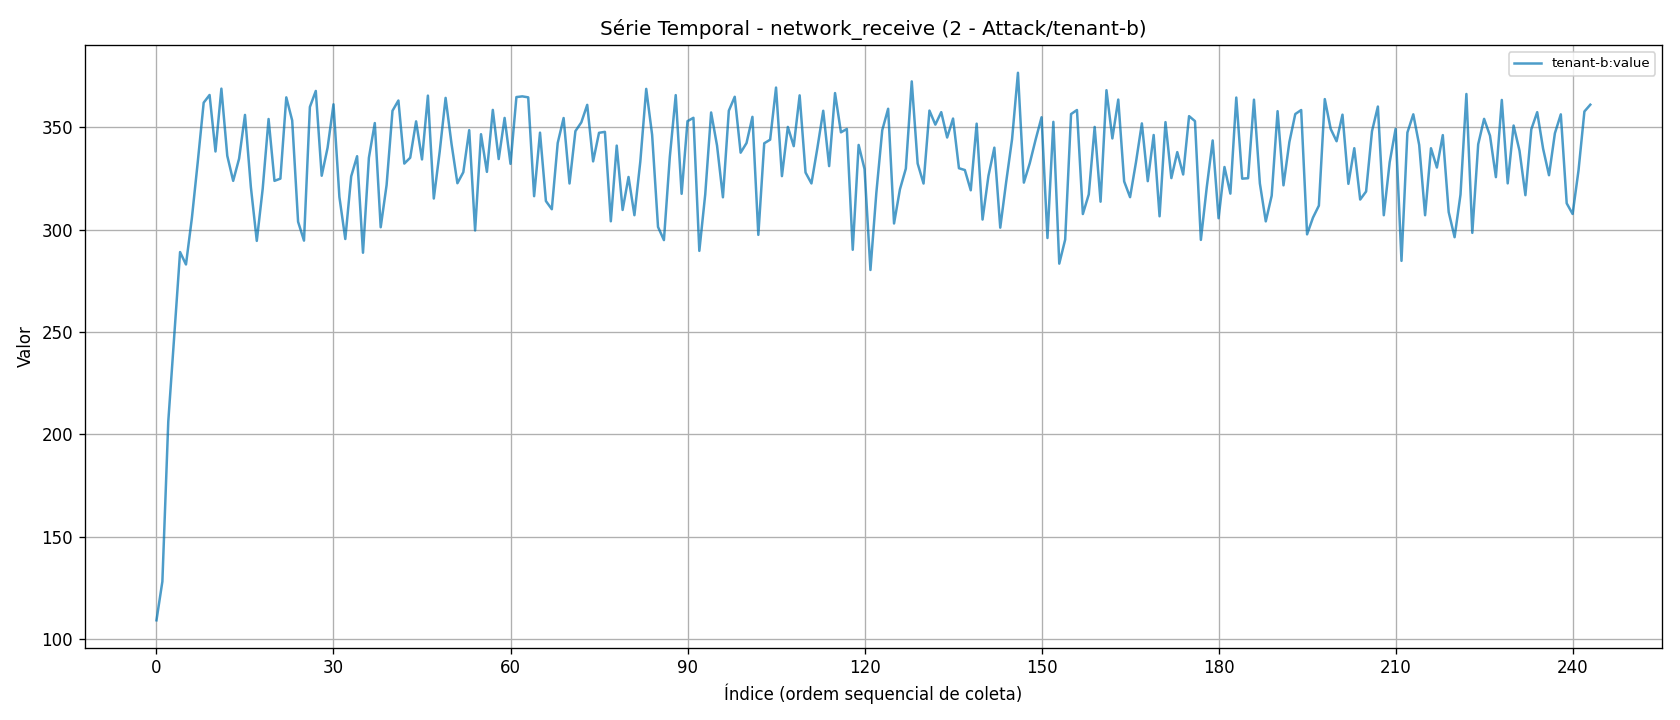 Série Temporal - network_receive (2 - Attack/tenant-b)
tenant-b:value
Valor
350
300
250
200
150
100
0 30 60 90 120 150 180 210 240
Índice (ordem sequencial de coleta)